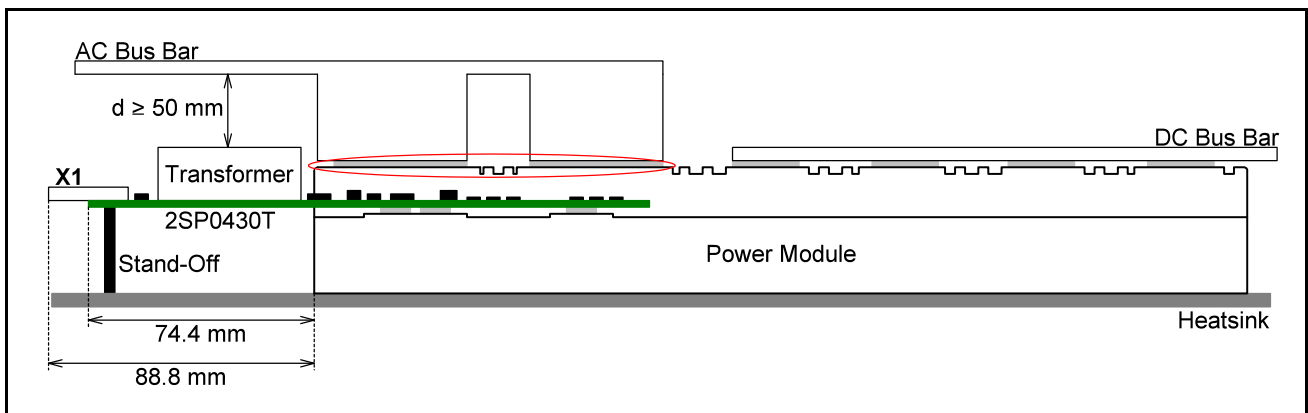 AC Bus Bar
d ≥ 50 mm
DC Bus Bar
Transformer
X1
2SP0430T
Stand-Off
Power Module
Heatsink
74.4 mm
88.8 mm